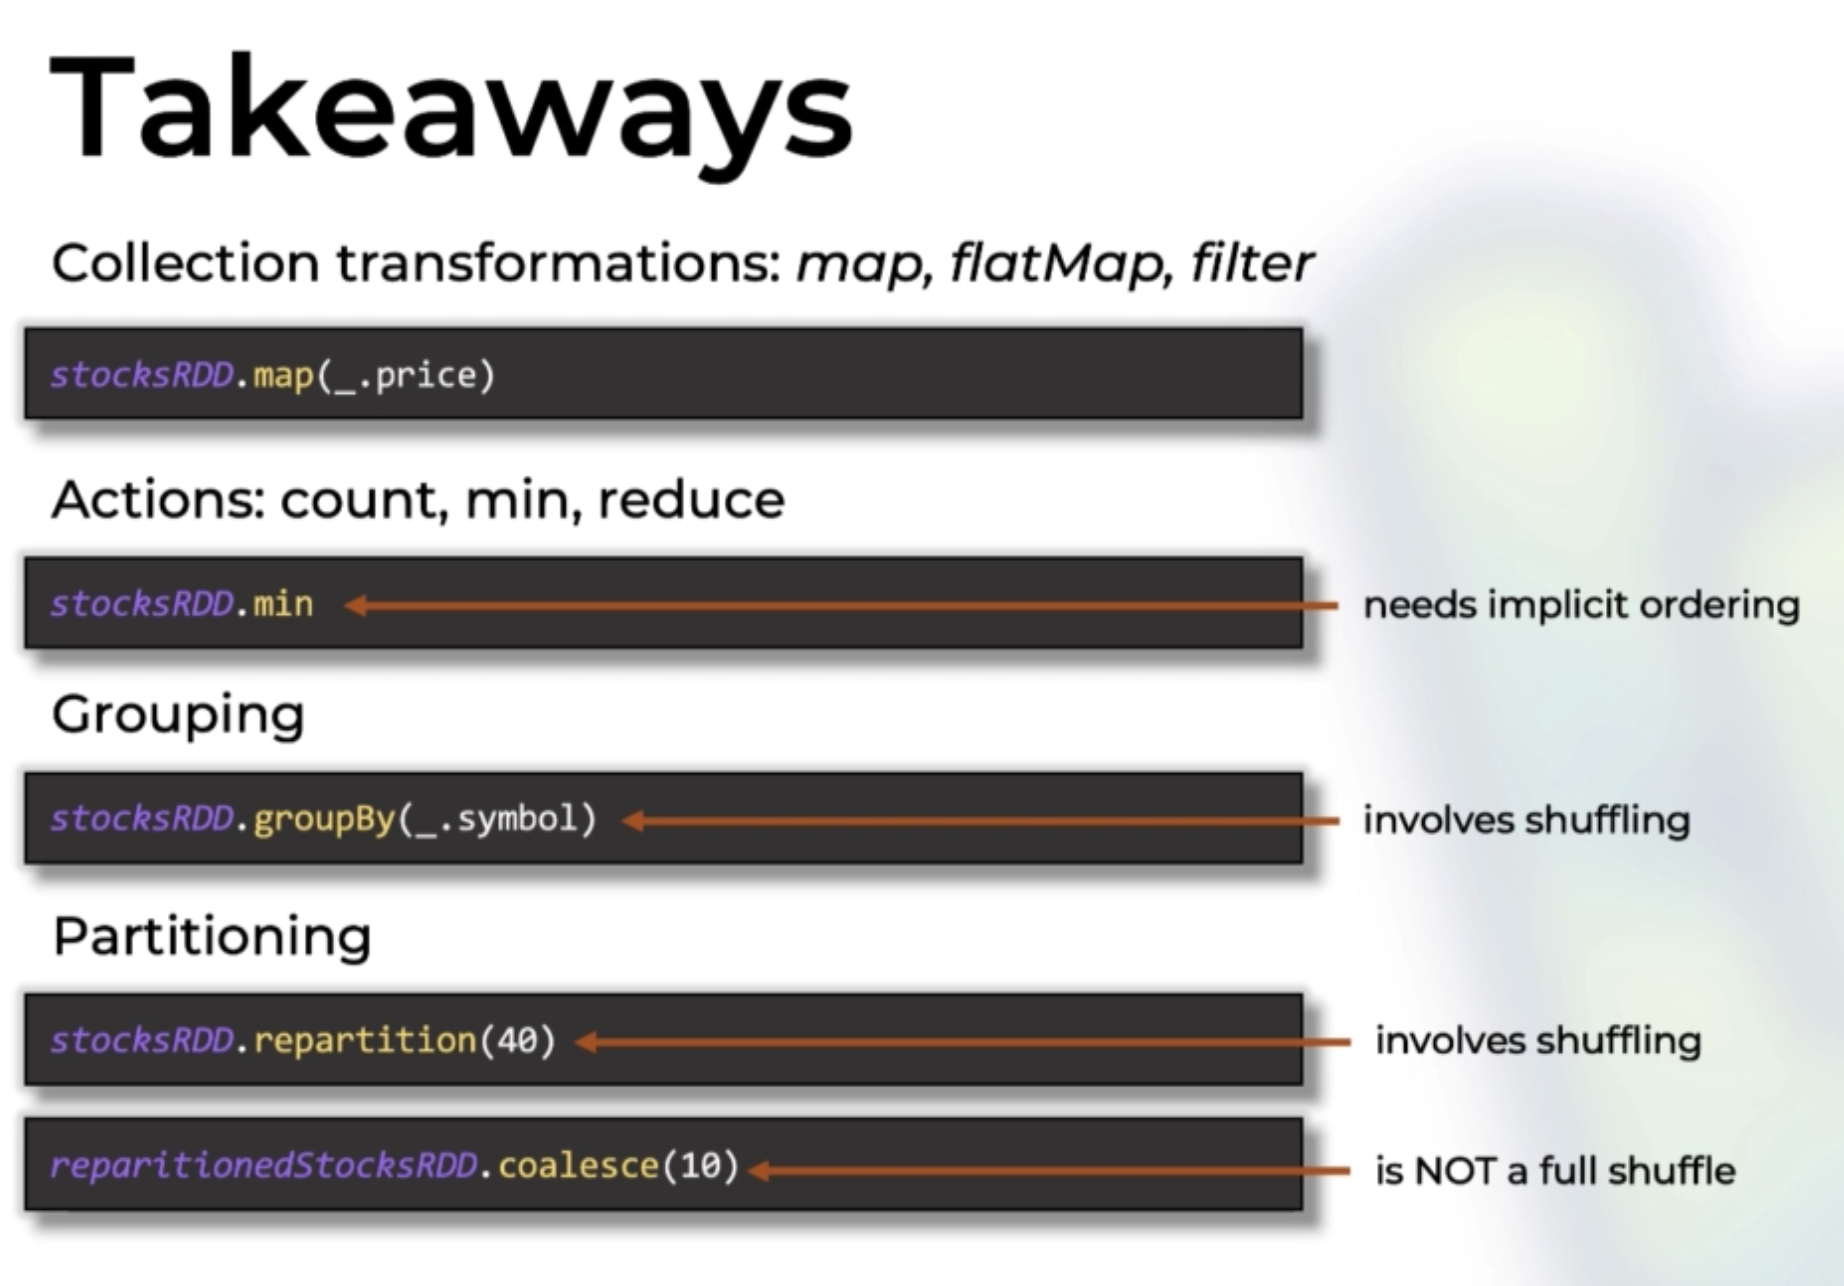 Takeaways
Collection transformations: map, flatMap, filter
stocksRDD.map(_.price)
Actions: count, min, reduce
stocksRDD.min
needs implicit ordering
Grouping
stocksRDD.groupBy(_.symbol)
involves shuffling
Partitioning
stocksRDD.repartition(40)
involves shuffling
reparitionedStocksRDD.coalesce(10)
is NOT a full shuffle